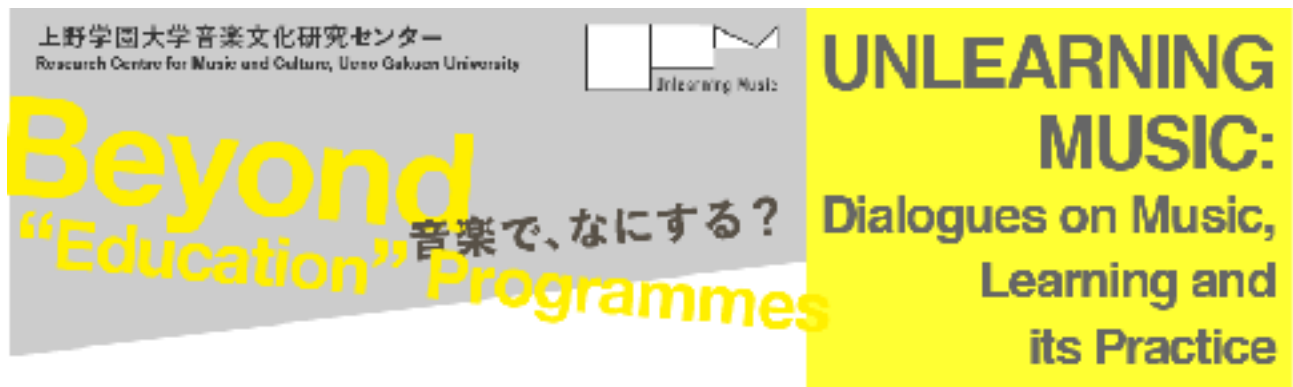 上野学園大学音楽文化研究センター
Research Centre for Music and Culture, Ueno Gakuen University
Unlearning Music
Beyond
“Education” Programmes
音楽で、なにする？
UNLEARNING
MUSIC:
Dialogues on Music,
Learning and
its Practice